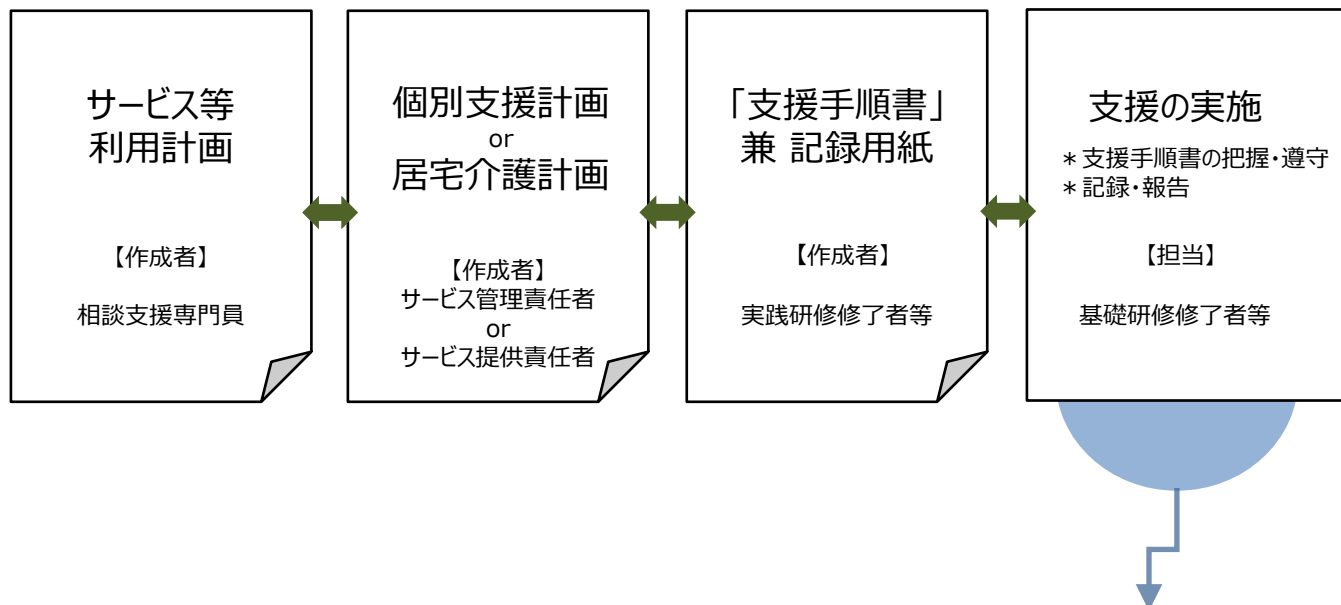 サービス等
利用計画
【作成者】
相談支援専門員
個別支援計画
or
居宅介護計画
【作成者】
サービス管理責任者
or
サービス提供責任者
「支援手順書」
兼 記録用紙
【作成者】
実践研修修了者等
支援の実施
＊支援手順書の把握・遵守
＊記録・報告
【担当】
基礎研修修了者等